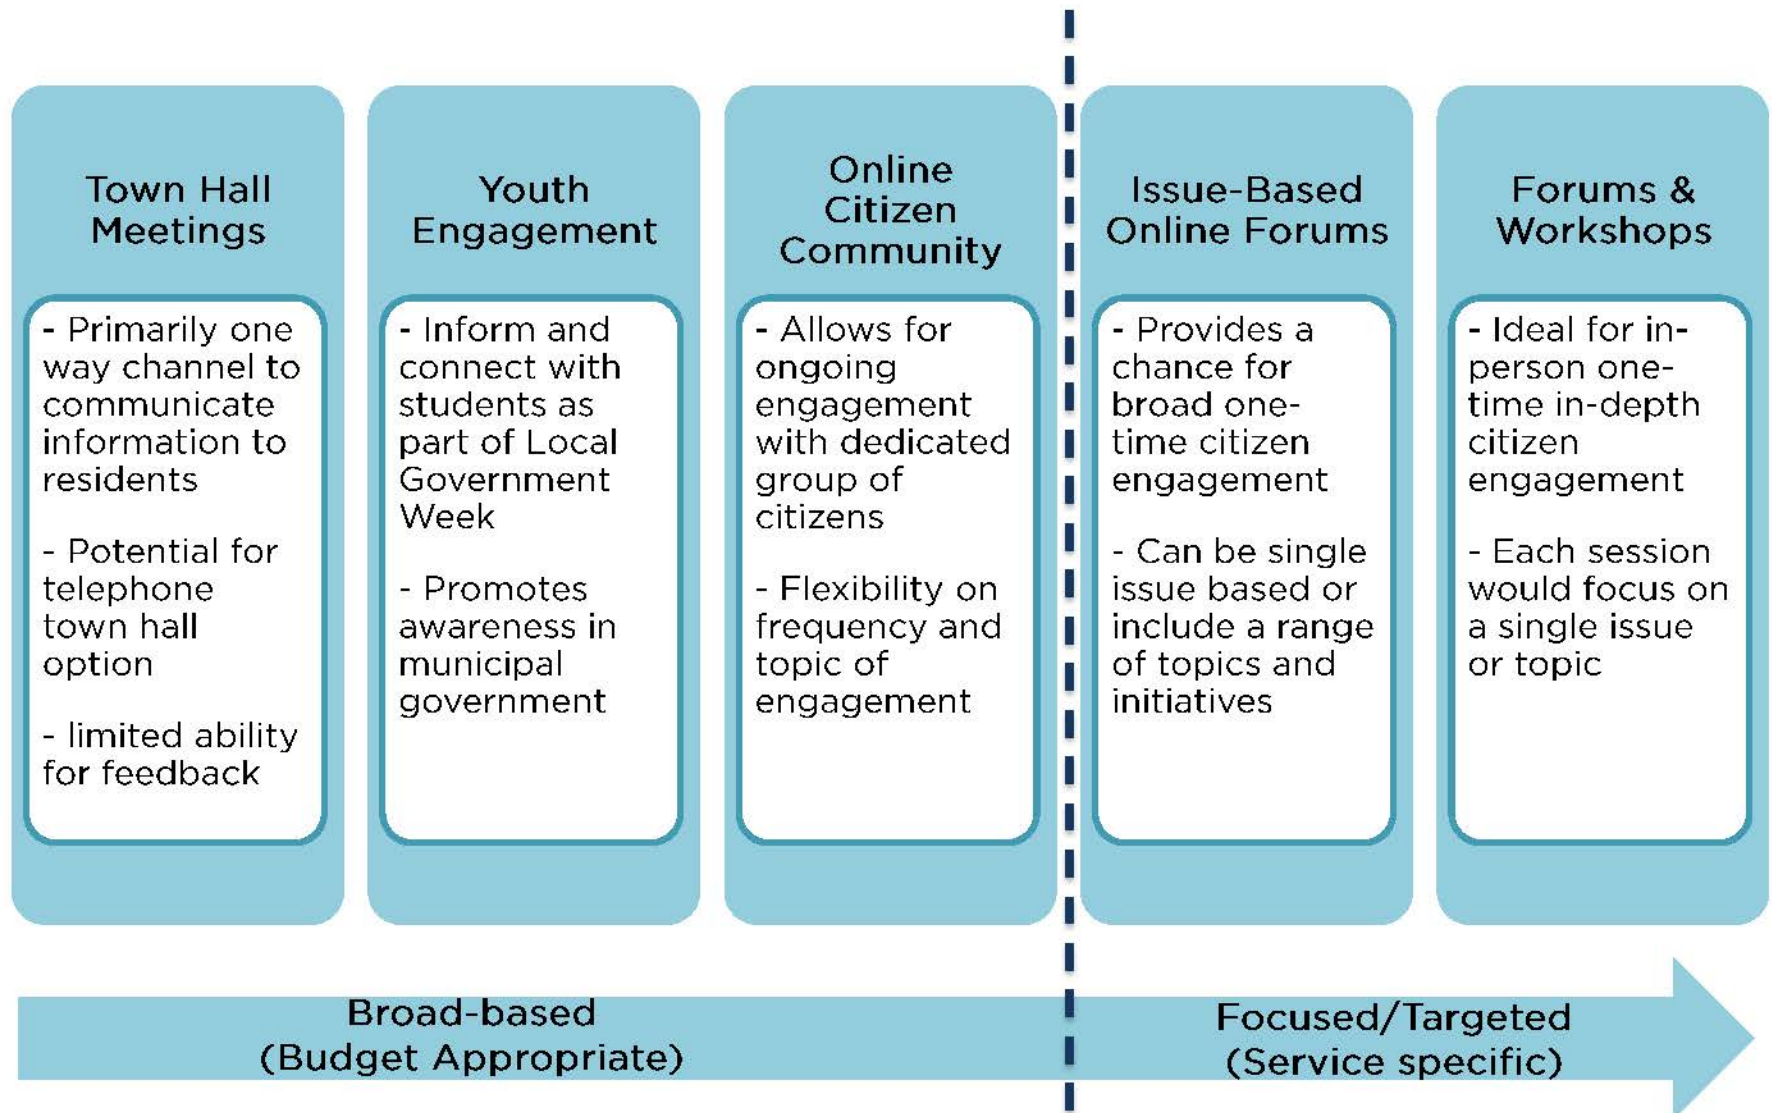 Town Hall
Meetings
- Primarily one
way channel to
communicate
information to
residents
- Potential for
telephone
town hall
option
- limited ability
for feedback
Youth
Engagement
- Inform and
connect with
students as
part of Local
Government
Week
- Promotes
awareness in
municipal
government
Online
Citizen
Community
- Allows for
ongoing
engagement
with dedicated
group of
citizens
- Flexibility on
frequency and
topic of
engagement
Issue-Based
Online Forums
- Provides a
chance for
broad one-
time citizen
engagement
- Can be single
issue based or
include a range
of topics and
initiatives
Forums &
Workshops
- Ideal for in-
person one-
time in-depth
citizen
engagement
- Each session
would focus on
a single issue
or topic
Broad-based
(Budget Appropriate)
Focused/Targeted
(Service specific)